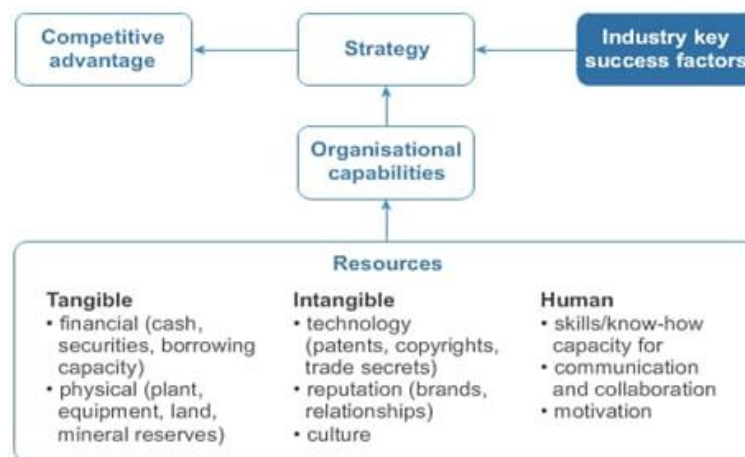 Competitive
advantage
Strategy
Industry key
success factors
Organisational
capabilities
Resources
Tangible
• financial (cash,
securities, borrowing
capacity)
• physical (plant,
equipment, land,
mineral reserves)
Intangible
• technology
(patents, copyrights,
trade secrets)
• reputation (brands,
relationships)
• culture
Human
• skills/know-how
capacity for
• communication
and collaboration
• motivation